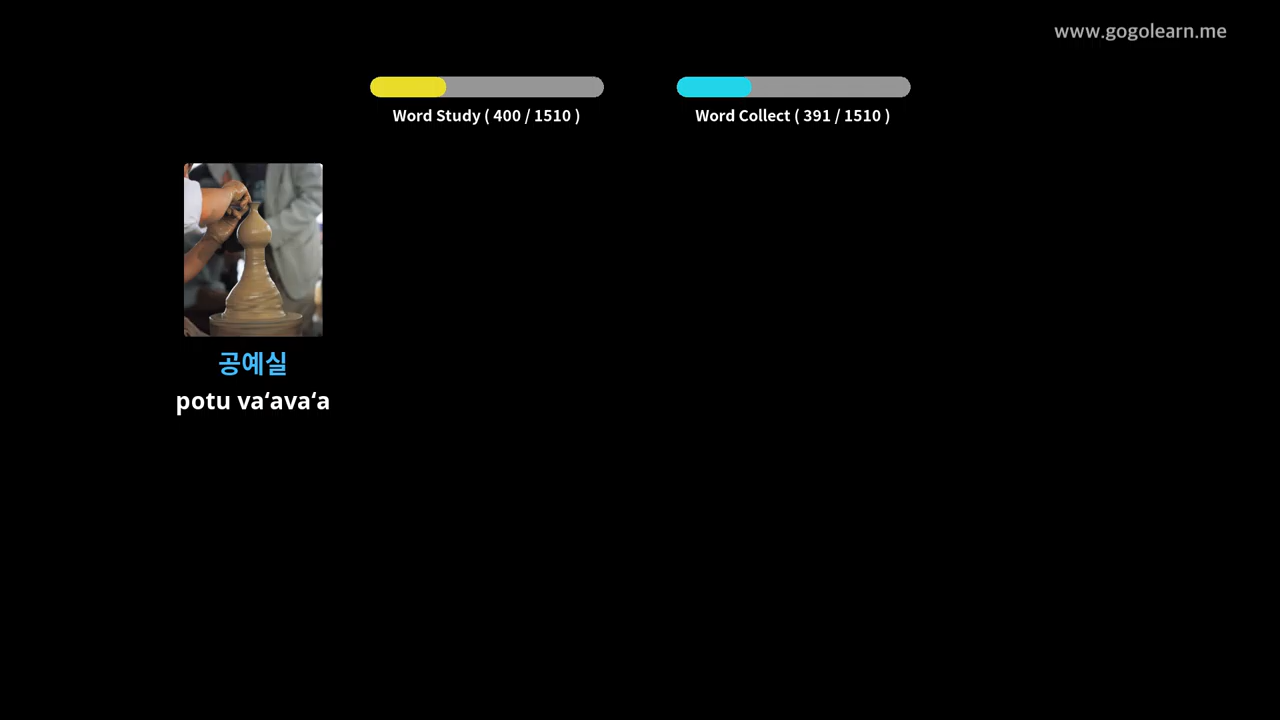 www.gogolearn.me
Word Study ( 400 / 1510 )
Word Collect ( 391 / 1510 )
공예실
potu va‘ava‘a